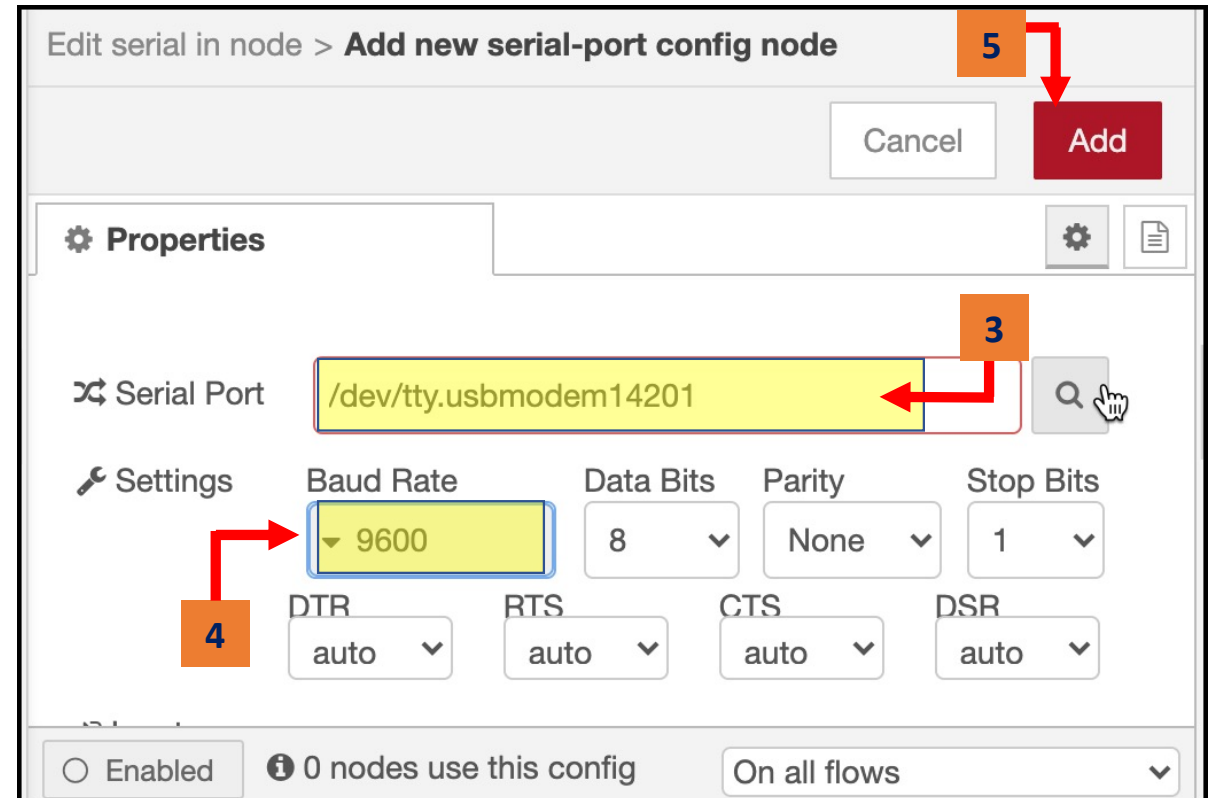 Edit serial in node > Add new serial-port config node
5
Cancel
Add
Properties
3
Serial Port
/dev/tty.usbmodem14201
Settings
Baud Rate
Data Bits
Parity
Stop Bits
9600
8
None
1
4
DTR
RTS
CTS
DSR
auto
auto
auto
auto
Enabled
0 nodes use this config
On all flows